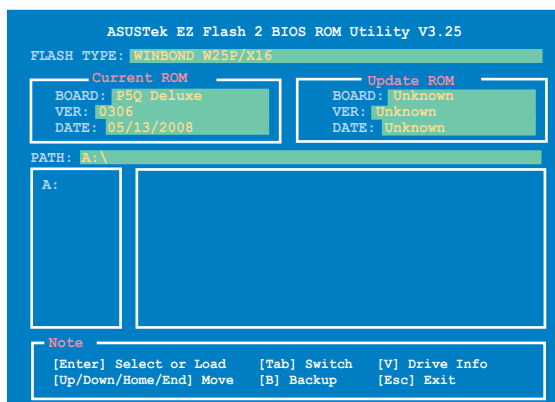 ASUSTek EZ Flash 2 BIOS ROM Utility V3.25
FLASH TYPE: WINBOND W25P/X16
Current ROM
BOARD: P5Q Deluxe
VER: 0306
DATE: 05/13/2008
Update ROM
BOARD: Unknown
VER: Unknown
DATE: Unknown
PATH: A:\
A:
Note
[Enter] Select or Load [Tab] Switch [V] Drive Info
[Up/Down/Home/End] Move [B] Backup [Esc] Exit